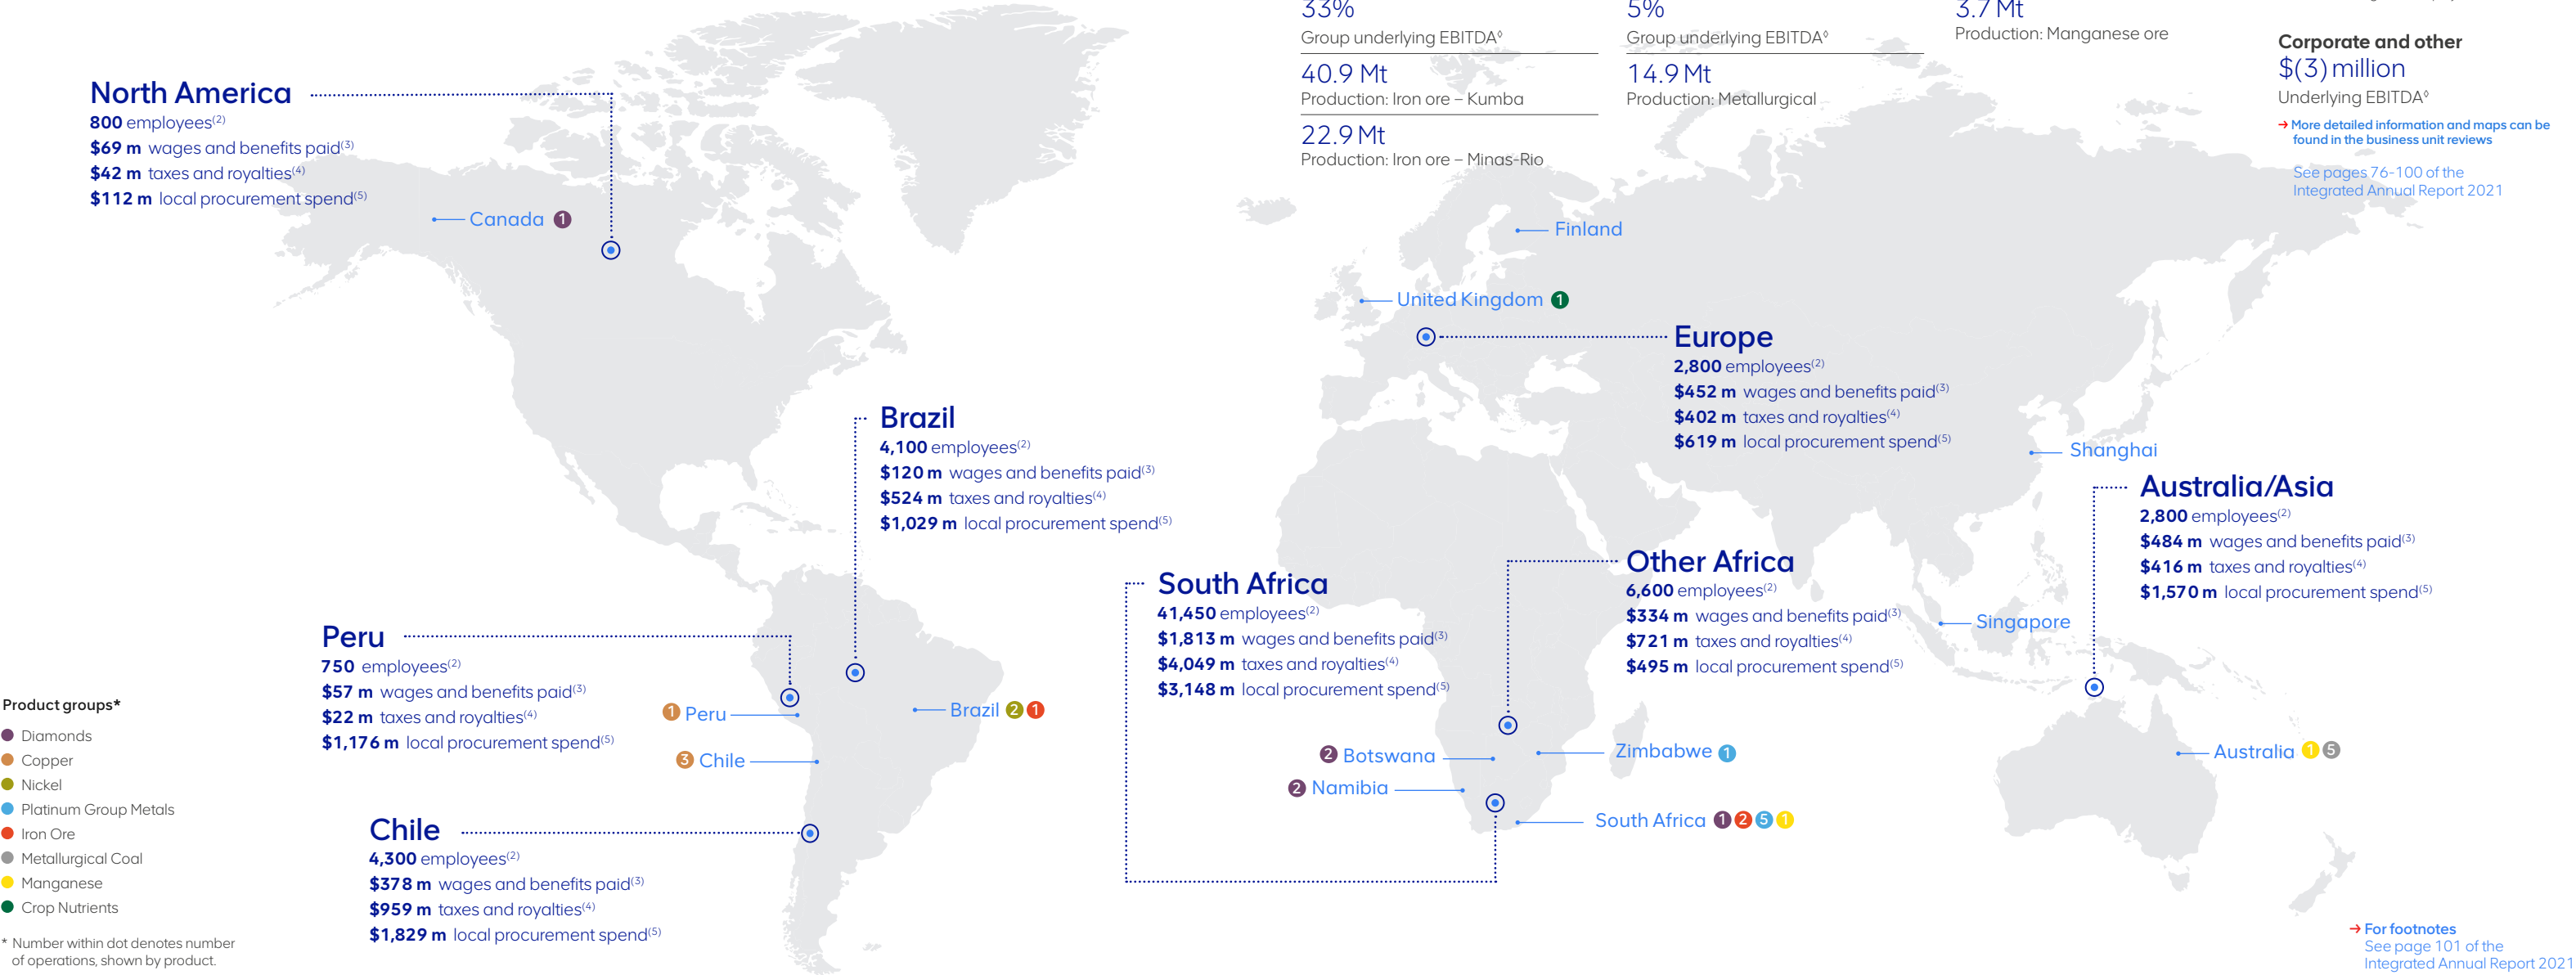 33%
Group underlying EBITDA◊
40.9 Mt
Production: Iron ore – Kumba
22.9 Mt
Production: Iron ore – Minas-Rio
5%
Group underlying EBITDA◊
14.9 Mt
Production: Metallurgical
3.7 Mt
Production: Manganese ore
Corporate and other
$(3) million
Underlying EBITDA◊
→ More detailed information and maps can be
found in the business unit reviews
See pages 76-100 of the
Integrated Annual Report 2021
North America
800 employees(2)
$69 m wages and benefits paid(3)
$42 m taxes and royalties(4)
$112 m local procurement spend(5)
Canada 1
Finland
United Kingdom 1
Europe
2,800 employees(2)
$452 m wages and benefits paid(3)
$402 m taxes and royalties(4)
$619 m local procurement spend(5)
Brazil
4,100 employees(2)
$120 m wages and benefits paid(3)
$524 m taxes and royalties(4)
$1,029 m local procurement spend(5)
Shanghai
Australia/Asia
2,800 employees(2)
$484 m wages and benefits paid(3)
$416 m taxes and royalties(4)
$1,570 m local procurement spend(5)
South Africa
41,450 employees(2)
$1,813 m wages and benefits paid(3)
$4,049 m taxes and royalties(4)
$3,148 m local procurement spend(5)
Other Africa
6,600 employees(2)
$334 m wages and benefits paid(3)
$721 m taxes and royalties(4)
$495 m local procurement spend(5)
Singapore
Peru
750 employees(2)
$57 m wages and benefits paid(3)
$22 m taxes and royalties(4)
$1,176 m local procurement spend(5)
1 Peru
Brazil 2 1
3 Chile
2 Botswana
Zimbabwe 1
2 Namibia
South Africa 1 2 5 1
Australia 1 5
Chile
4,300 employees(2)
$378 m wages and benefits paid(3)
$959 m taxes and royalties(4)
$1,829 m local procurement spend(5)
Product groups*
Diamonds
Copper
Nickel
Platinum Group Metals
Iron Ore
Metallurgical Coal
Manganese
Crop Nutrients
* Number within dot denotes number
of operations, shown by product.
→ For footnotes
See page 101 of the
Integrated Annual Report 2021